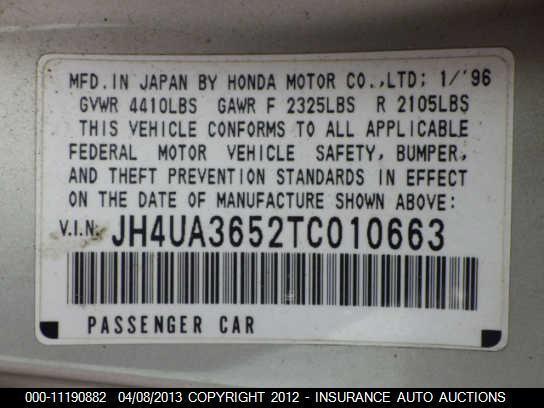 MFD. IN JAPAN BY HONDA MOTOR CO.,LTD; 1/'96
GVWR 4410LBS GAWR F 2325LBS R 2105LBS
THIS VEHICLE CONFORMS TO ALL APPLICABLE
FEDERAL MOTOR VEHICLE SAFETY, BUMPER,
AND THEFT PREVENTION STANDARDS IN EFFECT
ON THE DATE OF MANUFACTURE SHOWN ABOVE:
V.I.N: JH4UA3652TC010663
PASSENGER CAR
000-11190882 04/08/2013 COPYRIGHT 2012 - INSURANCE AUTO AUCTIONS